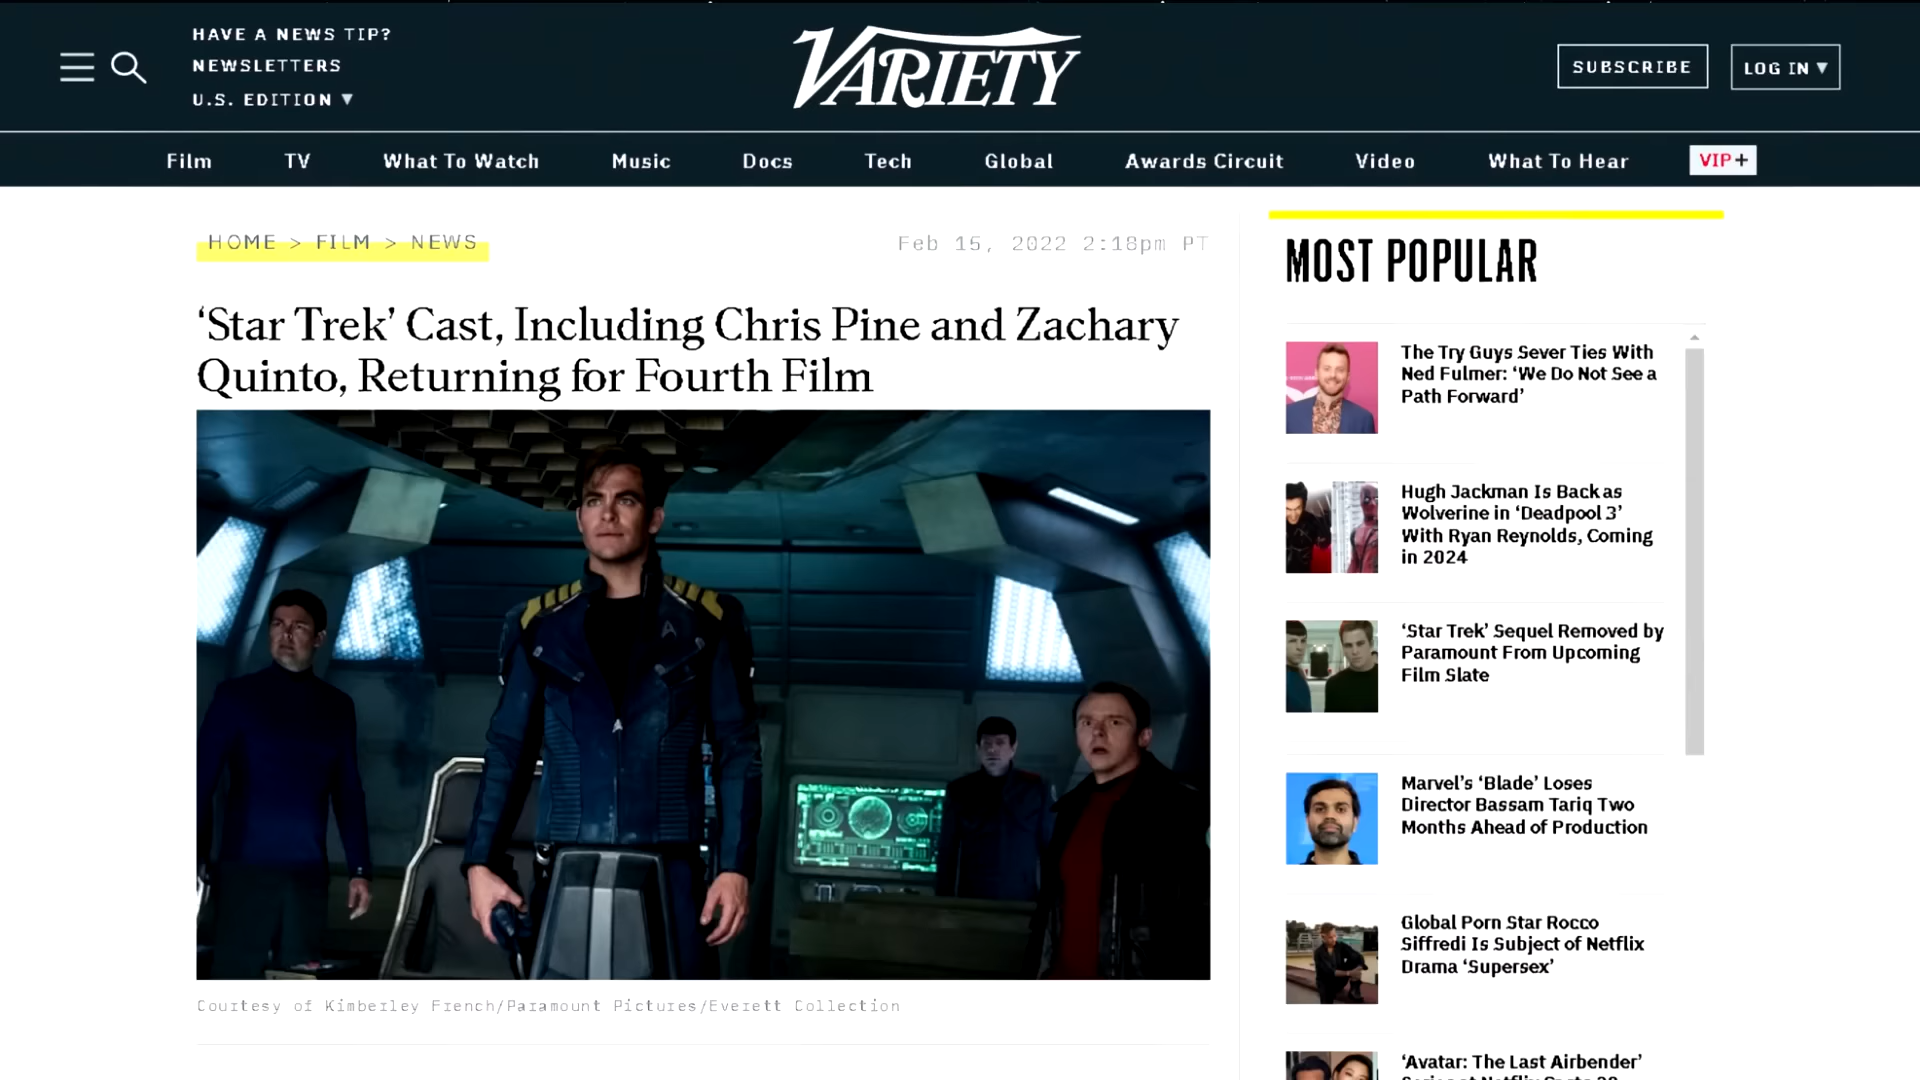 HAVE A NEWS TIP?
NEWSLETTERS
U.S. EDITION ▼
VARIETY
SUBSCRIBE
LOG IN ▼
Film TV What To Watch Music Docs Tech Global Awards Circuit Video What To Hear VIP+
HOME > FILM > NEWS
Feb 15, 2022 2:18pm PT
‘Star Trek’ Cast, Including Chris Pine and Zachary
Quinto, Returning for Fourth Film
Courtesy of Kimberley French/Paramount Pictures/Everett Collection
MOST POPULAR
The Try Guys Sever Ties With
Ned Fulmer: ‘We Do Not See a
Path Forward’
Hugh Jackman Is Back as
Wolverine in ‘Deadpool 3’
With Ryan Reynolds, Coming
in 2024
‘Star Trek’ Sequel Removed by
Paramount From Upcoming
Film Slate
Marvel’s ‘Blade’ Loses
Director Bassam Tariq Two
Months Ahead of Production
Global Porn Star Rocco
Siffredi Is Subject of Netflix
Drama ‘Supersex’
‘Avatar: The Last Airbender’